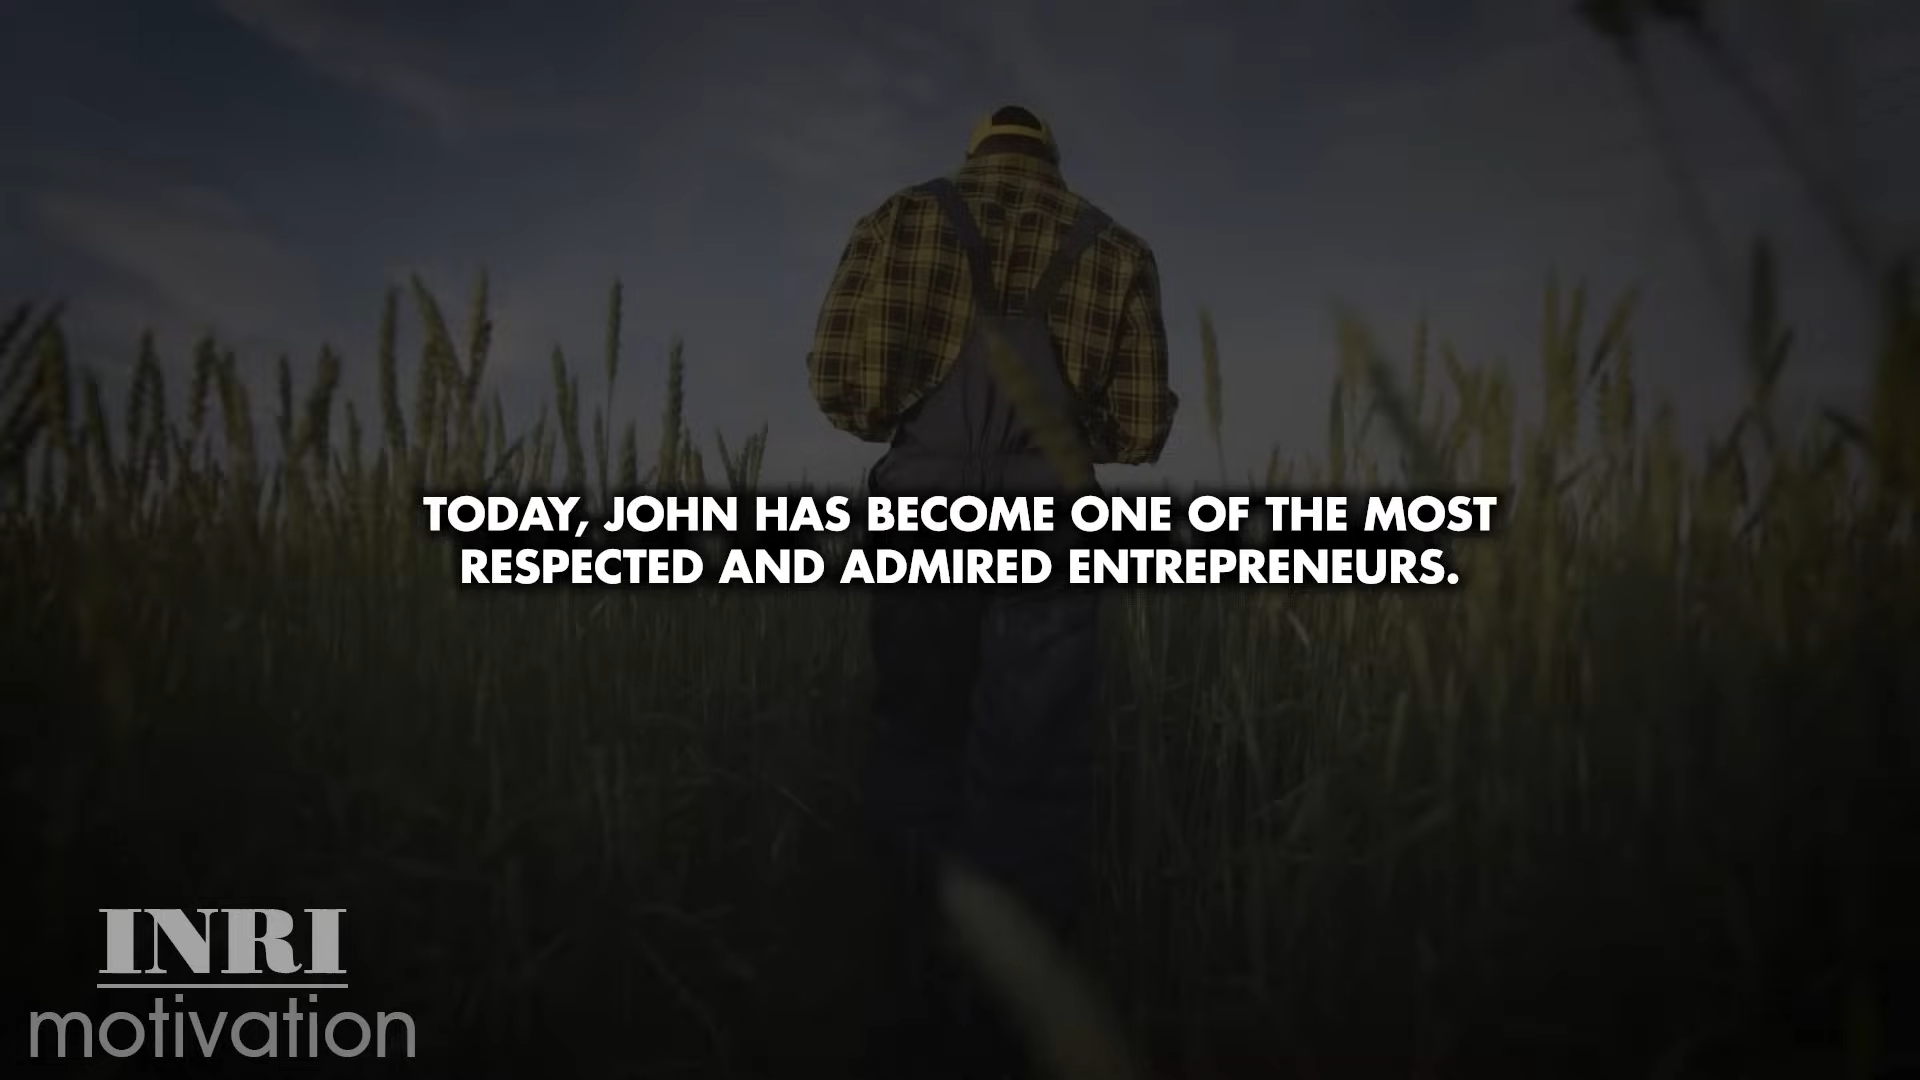 TODAY, JOHN HAS BECOME ONE OF THE MOST
RESPECTED AND ADMIRED ENTREPRENEURS.
INRI
motivation